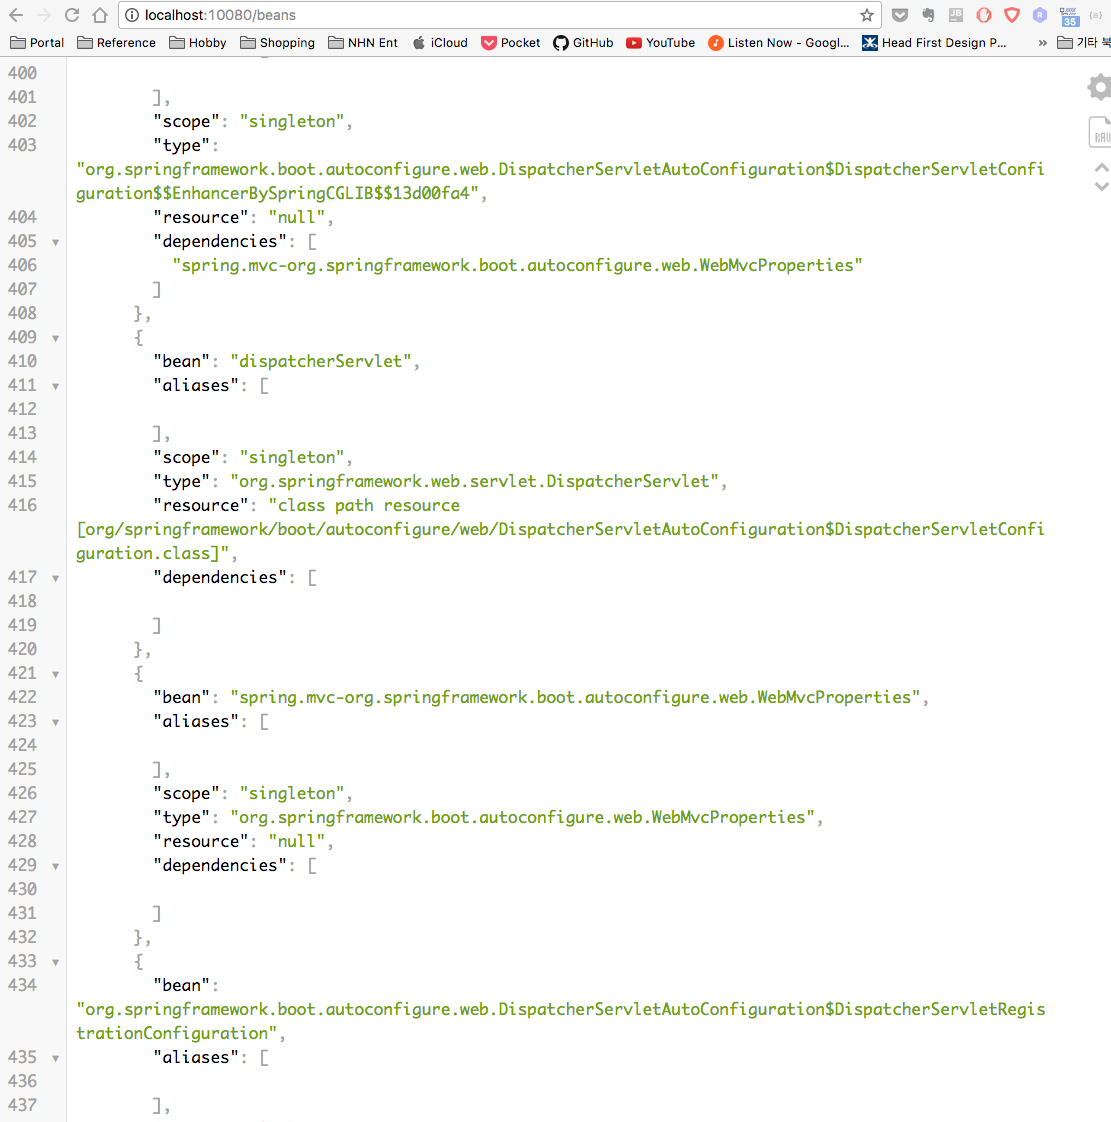 localhost:10080/beans
35
Portal Reference Hobby Shopping NHN Ent iCloud Pocket GitHub YouTube Listen Now - Googl... Head First Design P... » 기타 북
400
401 ],
402 "scope": "singleton",
403 "type":
"org.springframework.boot.autoconfigure.web.DispatcherServletAutoConfiguration$DispatcherServletConfi
guration$$EnhancerBySpringCGLIB$$13d00fa4",
404 "resource": "null",
405 "dependencies": [
406 "spring.mvc-org.springframework.boot.autoconfigure.web.WebMvcProperties"
407 ]
408 },
409 {
410 "bean": "dispatcherServlet",
411 "aliases": [
412
413 ],
414 "scope": "singleton",
415 "type": "org.springframework.web.servlet.DispatcherServlet",
416 "resource": "class path resource
[org/springframework/boot/autoconfigure/web/DispatcherServletAutoConfiguration$DispatcherServletConfi
guration.class]",
417 "dependencies": [
418
419 ]
420 },
421 {
422 "bean": "spring.mvc-org.springframework.boot.autoconfigure.web.WebMvcProperties",
423 "aliases": [
424
425 ],
426 "scope": "singleton",
427 "type": "org.springframework.boot.autoconfigure.web.WebMvcProperties",
428 "resource": "null",
429 "dependencies": [
430
431 ]
432 },
433 {
434 "bean":
"org.springframework.boot.autoconfigure.web.DispatcherServletAutoConfiguration$DispatcherServletRegis
trationConfiguration",
435 "aliases": [
436
437 ],
RAW